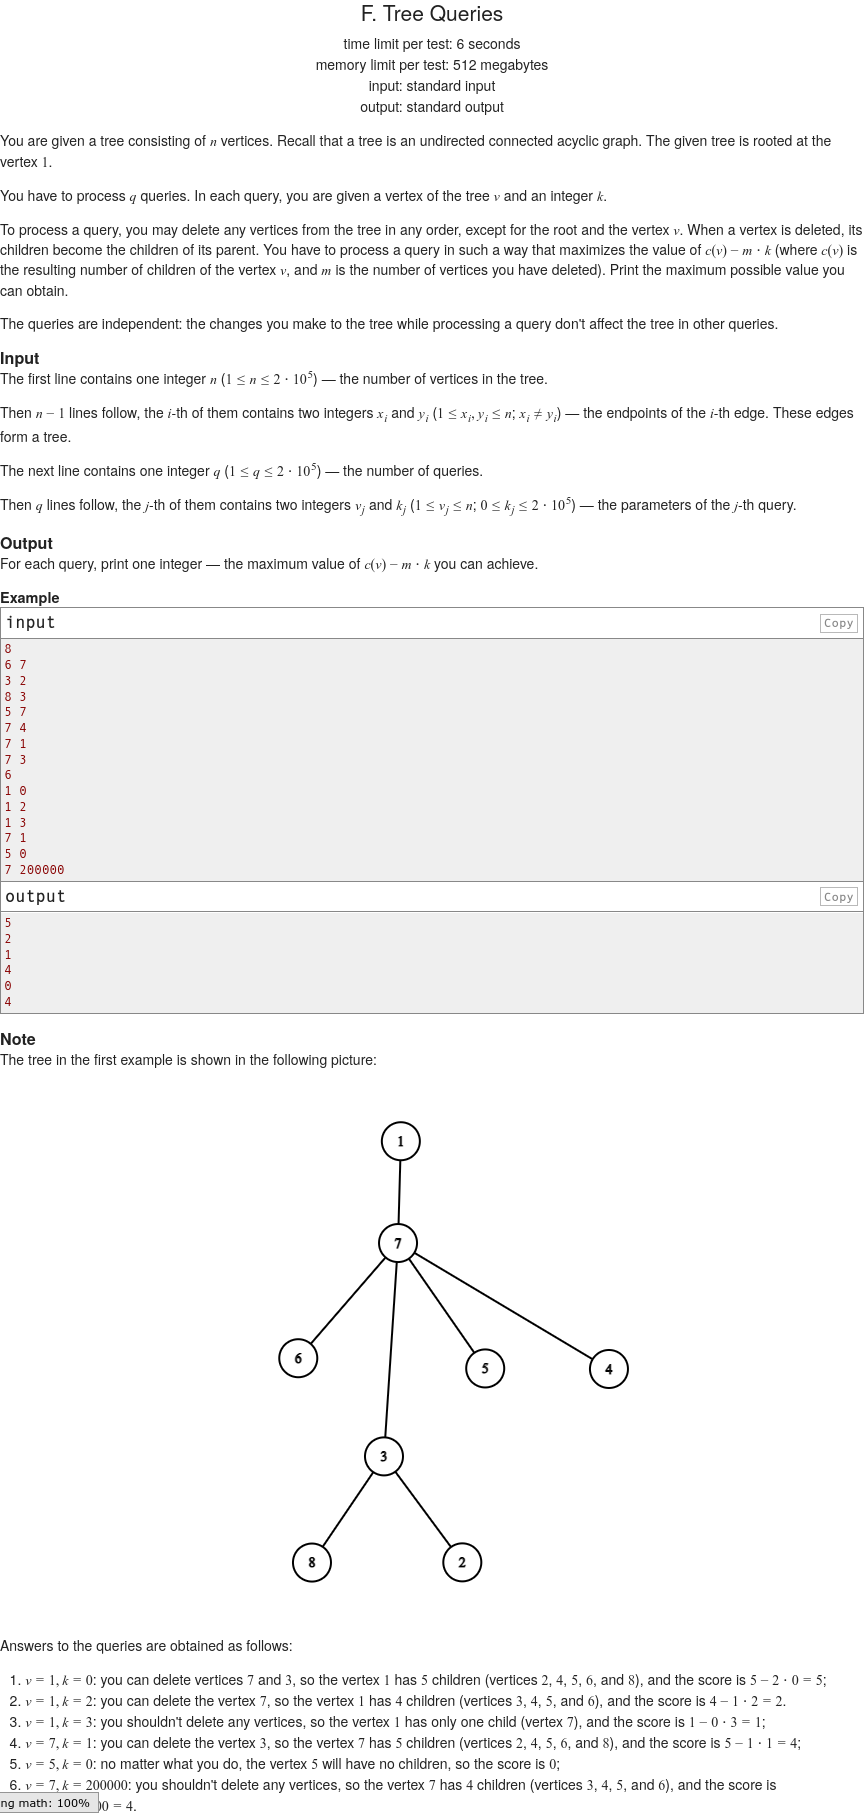 F. Tree Queries
time limit per test: 6 seconds
memory limit per test: 512 megabytes
input: standard input
output: standard output
You are given a tree consisting of n vertices. Recall that a tree is an undirected connected acyclic graph. The given tree is rooted at the
vertex 1.
You have to process q queries. In each query, you are given a vertex of the tree v and an integer k.
To process a query, you may delete any vertices from the tree in any order, except for the root and the vertex v. When a vertex is deleted, its
children become the children of its parent. You have to process a query in such a way that maximizes the value of c(v) − m · k (where c(v) is
the resulting number of children of the vertex v, and m is the number of vertices you have deleted). Print the maximum possible value you
can obtain.
The queries are independent: the changes you make to the tree while processing a query don't affect the tree in other queries.
Input
The first line contains one integer n (1 ≤ n ≤ 2 · 10^5) — the number of vertices in the tree.
Then n − 1 lines follow, the i-th of them contains two integers x_i and y_i (1 ≤ x_i, y_i ≤ n; x_i ≠ y_i) — the endpoints of the i-th edge. These edges
form a tree.
The next line contains one integer q (1 ≤ q ≤ 2 · 10^5) — the number of queries.
Then q lines follow, the j-th of them contains two integers v_j and k_j (1 ≤ v_j ≤ n; 0 ≤ k_j ≤ 2 · 10^5) — the parameters of the j-th query.
Output
For each query, print one integer — the maximum value of c(v) − m · k you can achieve.
Example
input Copy
8
6 7
3 2
8 3
5 7
7 4
7 1
7 3
6
1 0
1 2
1 3
7 1
5 0
7 200000
output Copy
5
2
1
4
0
4
Note
The tree in the first example is shown in the following picture:
1
7
6
5
4
3
8
2
Answers to the queries are obtained as follows:
1. v = 1, k = 0: you can delete vertices 7 and 3, so the vertex 1 has 5 children (vertices 2, 4, 5, 6, and 8), and the score is 5 − 2 · 0 = 5;
2. v = 1, k = 2: you can delete the vertex 7, so the vertex 1 has 4 children (vertices 3, 4, 5, and 6), and the score is 4 − 1 · 2 = 2.
3. v = 1, k = 3: you shouldn't delete any vertices, so the vertex 1 has only one child (vertex 7), and the score is 1 − 0 · 3 = 1;
4. v = 7, k = 1: you can delete the vertex 3, so the vertex 7 has 5 children (vertices 2, 4, 5, 6, and 8), and the score is 5 − 1 · 1 = 4;
5. v = 5, k = 0: no matter what you do, the vertex 5 will have no children, so the score is 0;
6. v = 7, k = 200000: you shouldn't delete any vertices, so the vertex 7 has 4 children (vertices 3, 4, 5, and 6), and the score is
ng math: 100% 00 = 4.